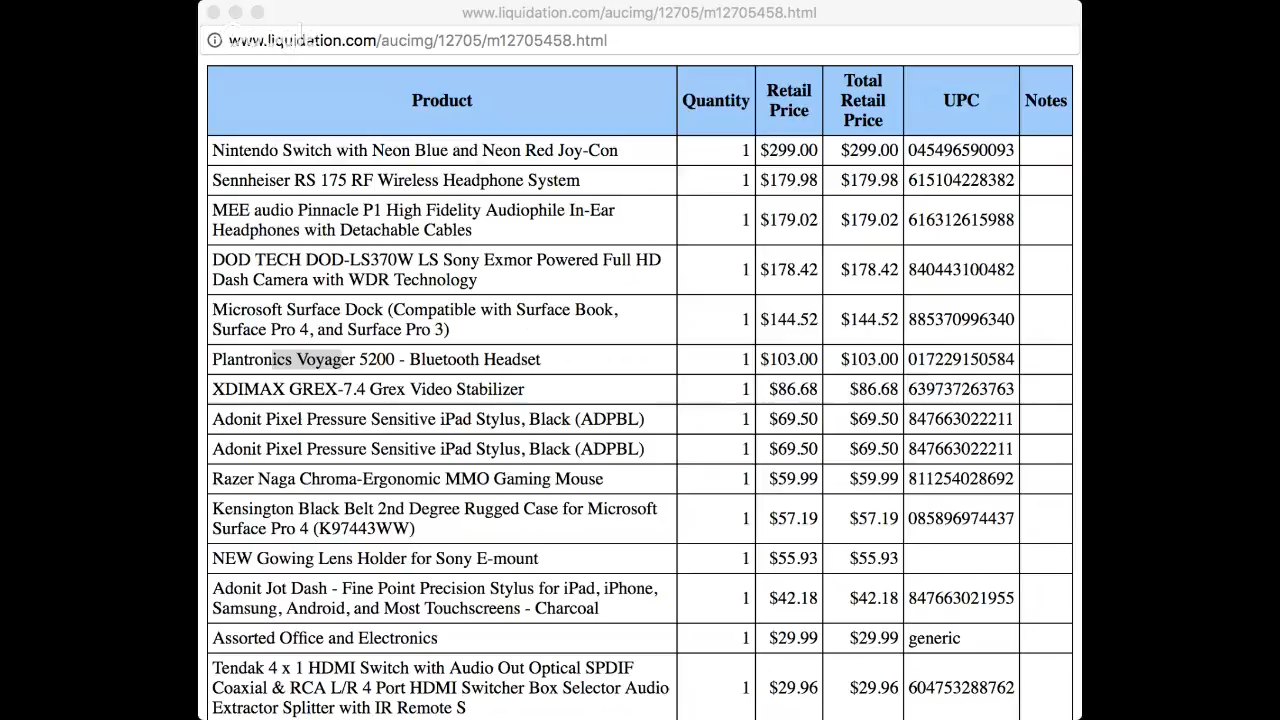 www.liquidation.com/aucimg/12705/m12705458.html
www.liquidation.com/aucimg/12705/m12705458.html
Product Quantity Retail Price Total Retail Price UPC Notes
Nintendo Switch with Neon Blue and Neon Red Joy-Con 1 $299.00 $299.00 045496590093
Sennheiser RS 175 RF Wireless Headphone System 1 $179.98 $179.98 615104228382
MEE audio Pinnacle P1 High Fidelity Audiophile In-Ear
Headphones with Detachable Cables 1 $179.02 $179.02 616312615988
DOD TECH DOD-LS370W LS Sony Exmor Powered Full HD
Dash Camera with WDR Technology 1 $178.42 $178.42 840443100482
Microsoft Surface Dock (Compatible with Surface Book,
Surface Pro 4, and Surface Pro 3) 1 $144.52 $144.52 885370996340
Plantronics Voyager 5200 - Bluetooth Headset 1 $103.00 $103.00 017229150584
XDIMAX GREX-7.4 Grex Video Stabilizer 1 $86.68 $86.68 639737263763
Adonit Pixel Pressure Sensitive iPad Stylus, Black (ADPBL) 1 $69.50 $69.50 847663022211
Adonit Pixel Pressure Sensitive iPad Stylus, Black (ADPBL) 1 $69.50 $69.50 847663022211
Razer Naga Chroma-Ergonomic MMO Gaming Mouse 1 $59.99 $59.99 811254028692
Kensington Black Belt 2nd Degree Rugged Case for Microsoft
Surface Pro 4 (K97443WW) 1 $57.19 $57.19 085896974437
NEW Gowing Lens Holder for Sony E-mount 1 $55.93 $55.93
Adonit Jot Dash - Fine Point Precision Stylus for iPad, iPhone,
Samsung, Android, and Most Touchscreens - Charcoal 1 $42.18 $42.18 847663021955
Assorted Office and Electronics 1 $29.99 $29.99 generic
Tendak 4 x 1 HDMI Switch with Audio Out Optical SPDIF
Coaxial & RCA L/R 4 Port HDMI Switcher Box Selector Audio 1 $29.96 $29.96 604753288762
Extractor Splitter with IR Remote S